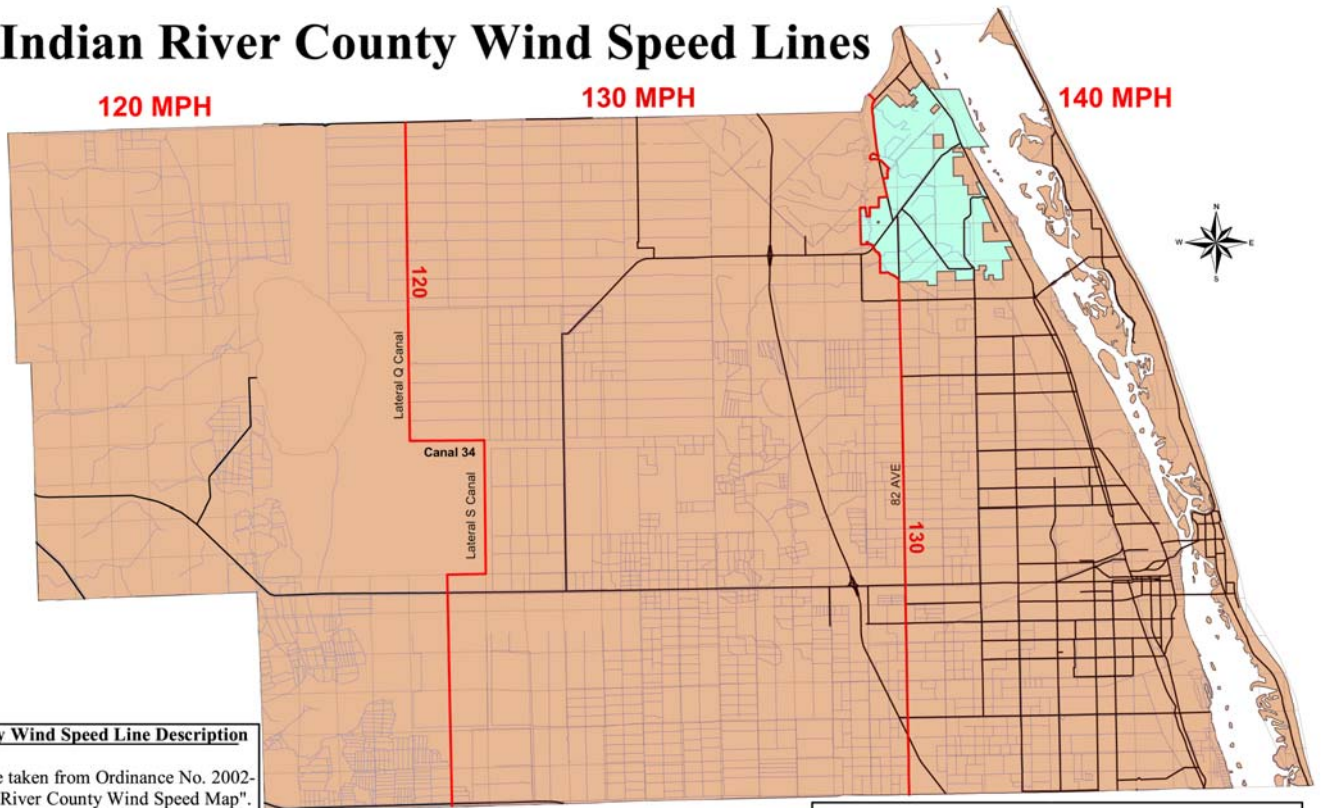 Indian River County Wind Speed Lines
120 MPH
130 MPH
140 MPH
N
W
E
S
120
Lateral Q Canal
Canal 34
Lateral S Canal
82 AVE
130
Wind Speed Line Description
taken from Ordinance No. 2002-
River County Wind Speed Map".